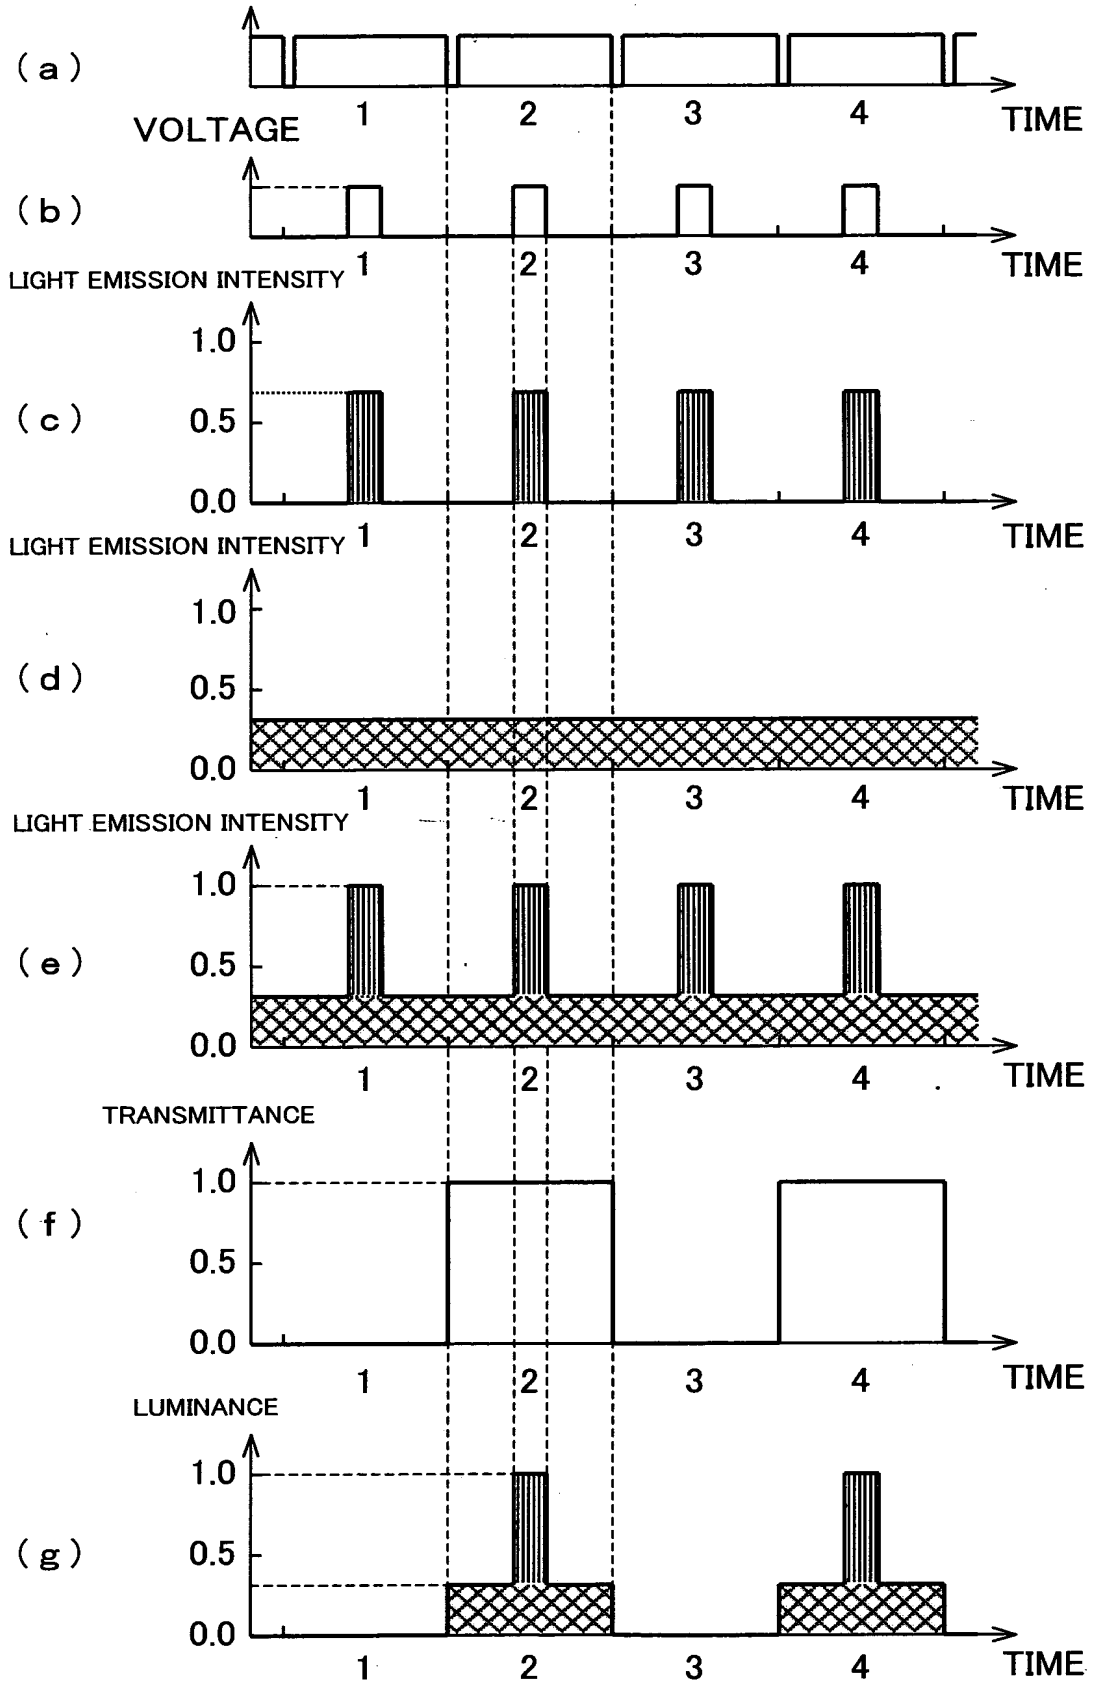 (a)
1 2 3 4 TIME
VOLTAGE
(b)
1 2 3 4 TIME
LIGHT EMISSION INTENSITY
1.0
(c)
0.5
0.0
1 2 3 4 TIME
LIGHT EMISSION INTENSITY
1.0
(d)
0.5
0.0
1 2 3 4 TIME
LIGHT EMISSION INTENSITY
1.0
(e)
0.5
0.0
1 2 3 4 TIME
TRANSMITTANCE
1.0
(f)
0.5
0.0
1 2 3 4 TIME
LUMINANCE
1.0
(g)
0.5
0.0
1 2 3 4 TIME